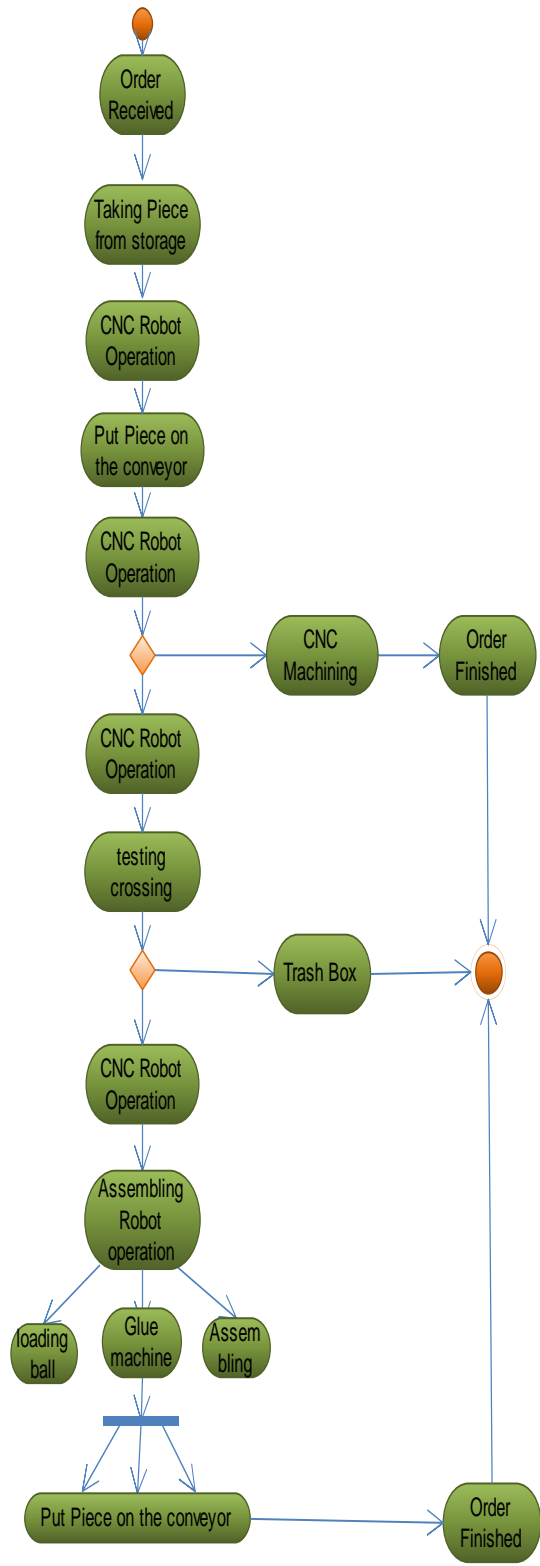 Order
Received
Taking Piece
from storage
CNC Robot
Operation
Put Piece on
the conveyor
CNC Robot
Operation
CNC
Machining
Order
Finished
CNC Robot
Operation
testing
crossing
Trash Box
CNC Robot
Operation
Assembling
Robot
operation
loading
ball
Glue
machine
Assem
bling
Put Piece on the conveyor
Order
Finished